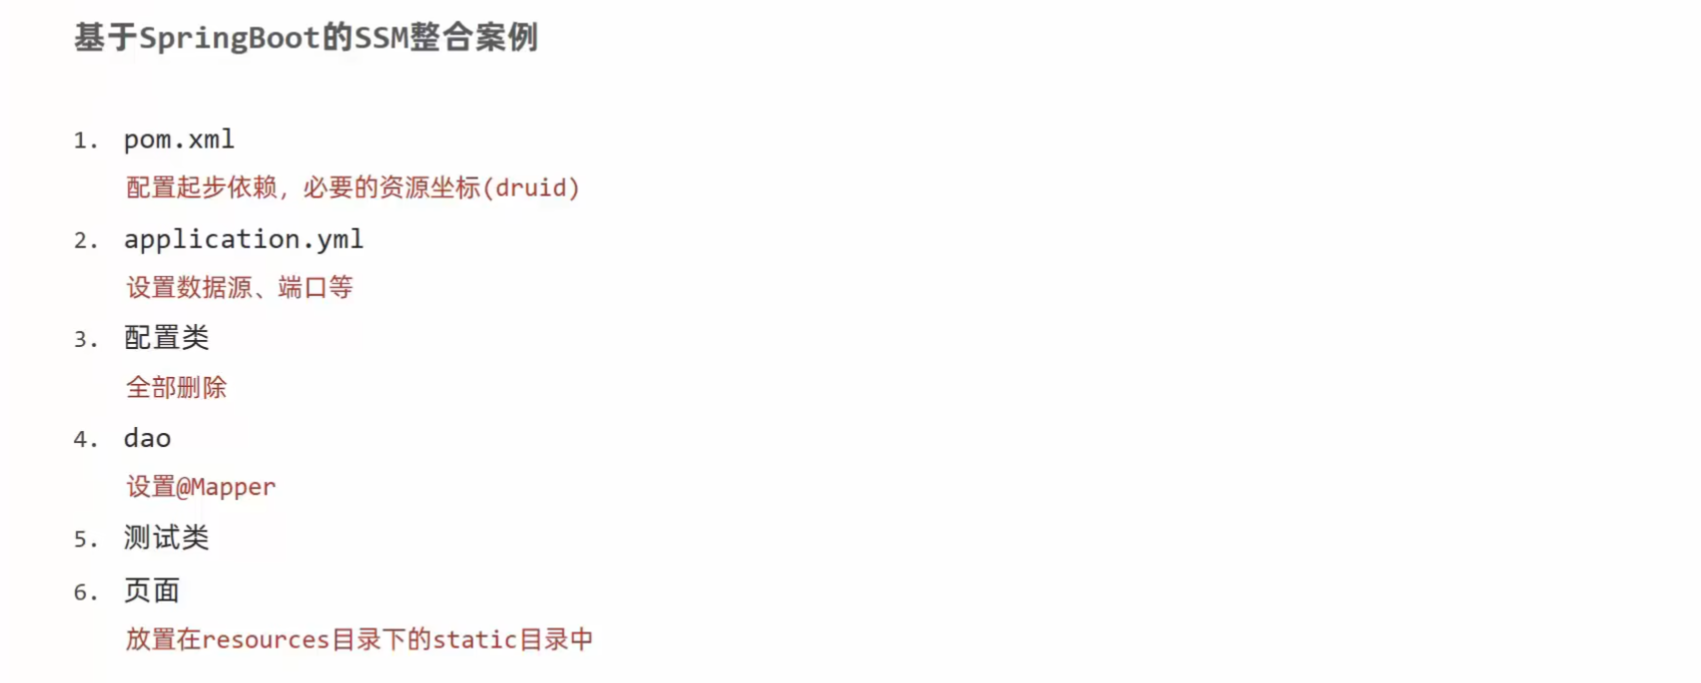 基于SpringBoot的SSM整合案例
1. pom.xml
配置起步依赖，必要的资源坐标(druid)
2. application.yml
设置数据源、端口等
3. 配置类
全部删除
4. dao
设置@Mapper
5. 测试类
6. 页面
放置在resources目录下的static目录中